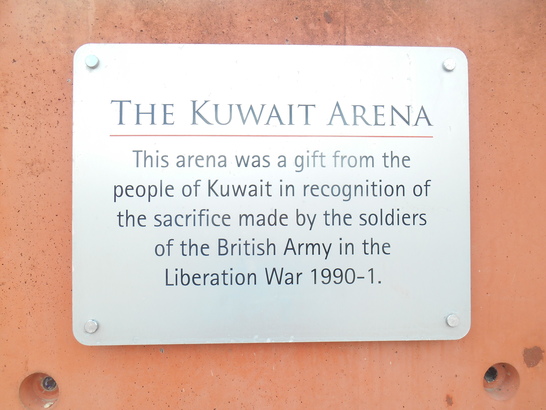 THE KUWAIT ARENA
This arena was a gift from the
people of Kuwait in recognition of
the sacrifice made by the soldiers
of the British Army in the
Liberation War 1990-1.